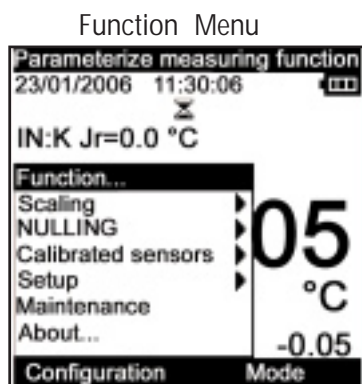 Function Menu
Parameterize measuring function
23/01/2006 11:30:06
IN:K Jr=0.0 °C
Function...
Scaling
NULLING
Calibrated sensors
Setup
Maintenance
About...
05
°C
-0.05
Configuration Mode